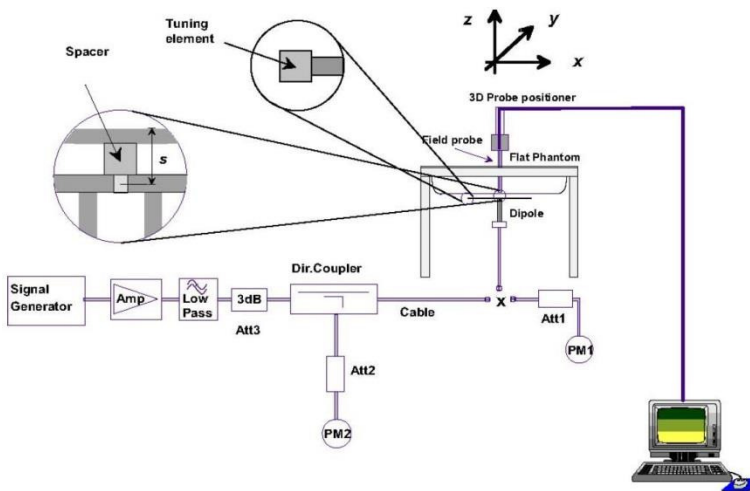 Tuning
element
Spacer
z
y
x
s
3D Probe positioner
Field probe
Flat Phantom
Dipole
Signal
Generator
Amp
Low
Pass
3dB
Att3
Dir.Coupler
Cable
x
Att1
PM1
Att2
PM2